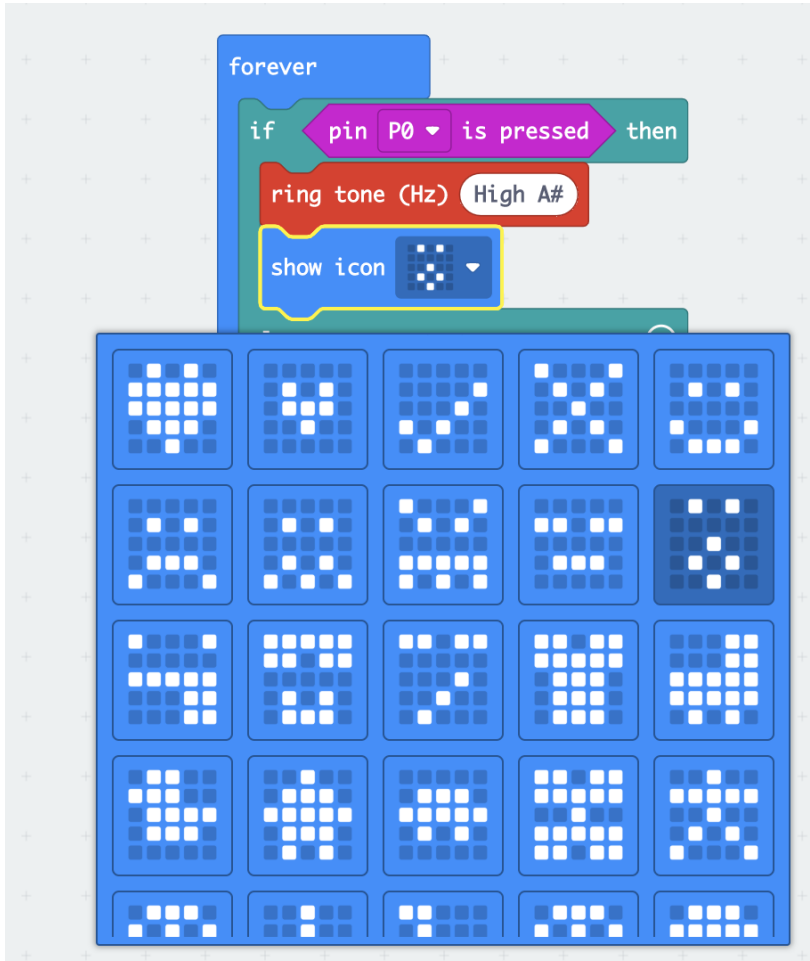 forever
if pin P0 is pressed then
ring tone (Hz) High A#
show icon